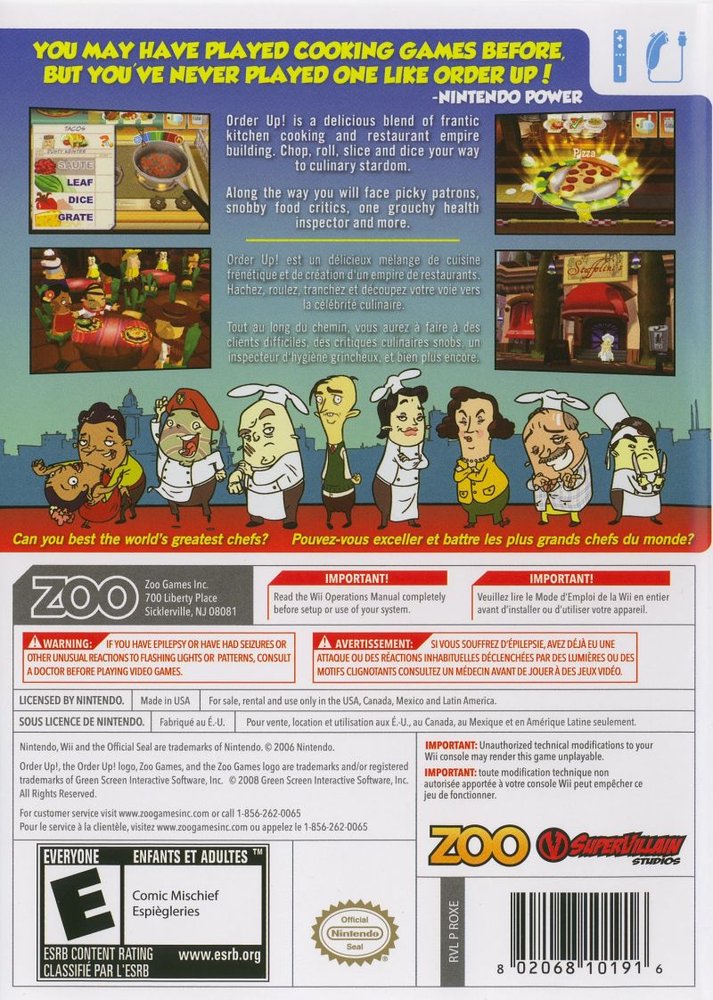 YOU MAY HAVE PLAYED COOKING GAMES BEFORE,
BUT YOU'VE NEVER PLAYED ONE LIKE ORDER UP!
-NINTENDO POWER
1
TACOS
SAUTE
LEAF
DICE
GRATE
Order Up! is a delicious blend of frantic
kitchen cooking and restaurant empire
building. Chop, roll, slice and dice your way
to culinary stardom.
Along the way you will face picky patrons,
snobby food critics, one grouchy health
inspector and more.
Pizza
Order Up! est un délicieux mélange de cuisine
frénétique et de création d'un empire de restaurants.
Hachez, roulez, tranchez et découpez votre voie vers
la célébrité culinaire.
Tout au long du chemin, vous aurez à faire à des
clients difficiles, des critiques culinaires snobs, un
inspecteur d'hygiène grincheux, et bien plus encore.
Can you best the world's greatest chefs?
Pouvez-vous exceller et battre les plus grands chefs du monde?
ZOO
Zoo Games Inc.
700 Liberty Place
Sicklerville, NJ 08081
IMPORTANT!
Read the Wii Operations Manual completely
before setup or use of your system.
IMPORTANT!
Veuillez lire le Mode d'Emploi de la Wii en entier
avant d'installer ou d'utiliser votre appareil.
WARNING: IF YOU HAVE EPILEPSY OR HAVE HAD SEIZURES OR
OTHER UNUSUAL REACTIONS TO FLASHING LIGHTS OR PATTERNS, CONSULT
A DOCTOR BEFORE PLAYING VIDEO GAMES.
AVERTISSEMENT: SI VOUS SOUFFREZ D'ÉPILEPSIE, AVEZ DÉJÀ EU UNE
ATTAQUE OU DES RÉACTIONS INHABITUELLES DÉCLENCHÉES PAR DES LUMIÈRES OU DES
MOTIFS CLIGNOTANTS CONSULTEZ UN MÉDECIN AVANT DE JOUER À DES JEUX VIDÉO.
LICENSED BY NINTENDO. Made in USA For sale, rental and use only in the USA, Canada, Mexico and Latin America.
SOUS LICENCE DE NINTENDO. Fabriqué au É.-U. Pour vente, location et utilisation aux É.-U., au Canada, au Mexique et en Amérique Latine seulement.
Nintendo, Wii and the Official Seal are trademarks of Nintendo. © 2006 Nintendo.
Order Up!, the Order Up! logo, Zoo Games, and the Zoo Games logo are trademarks and/or registered
trademarks of Green Screen Interactive Software, Inc. © 2008 Green Screen Interactive Software, Inc.
All Rights Reserved.
For customer service visit www.zoogamesinc.com or call 1-856-262-0065
Pour le service à la clientèle, visitez www.zoogamesinc.com ou appelez le 1-856-262-0065
IMPORTANT: Unauthorized technical modifications to your
Wii console may render this game unplayable.
IMPORTANT: toute modification technique non
autorisée apportée à votre console Wii peut empêcher ce
jeu de fonctionner.
ZOO
SUPERVILLAIN
STUDIOS
EVERYONE ENFANTS ET ADULTES ™
E
Comic Mischief
Espiègleries
ESRB CONTENT RATING www.esrb.org
CLASSIFIÉ PAR L'ESRB
Official
Nintendo
Seal
RVL P ROXE
8 02068 10191 6